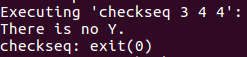 Executing 'checkseq 3 4 4':
There is no Y.
checkseq: exit(0)